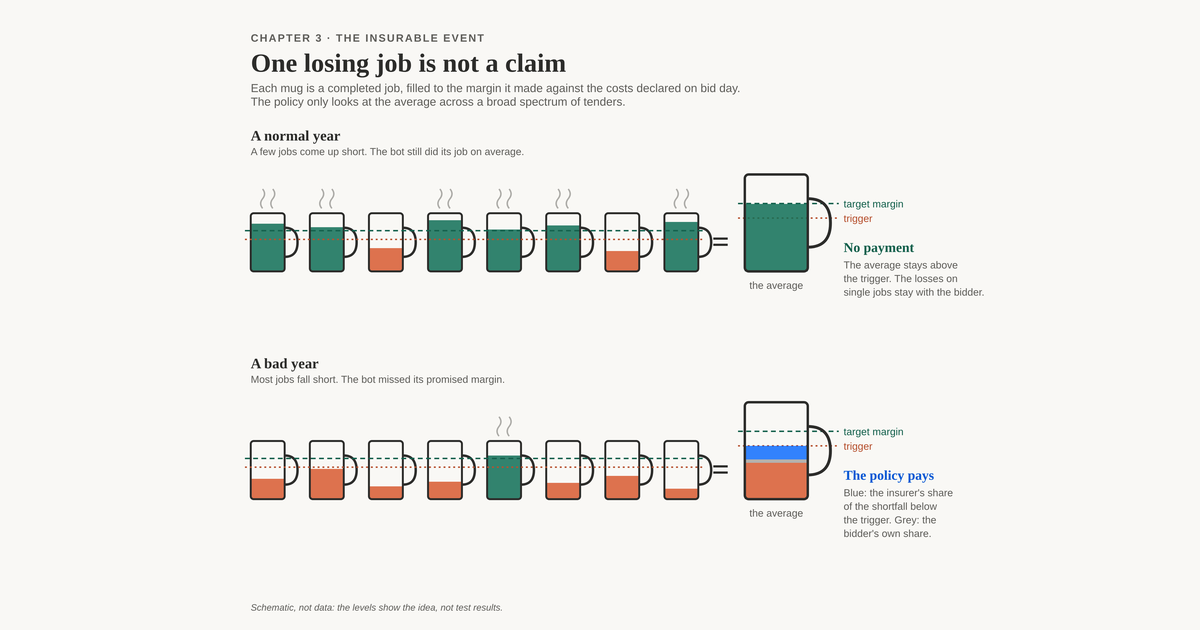 CHAPTER 3 · THE INSURABLE EVENT
One losing job is not a claim
Each mug is a completed job, filled to the margin it made against the costs declared on bid day.
The policy only looks at the average across a broad spectrum of tenders.
A normal year
A few jobs come up short. The bot still did its job on average.
target margin
trigger
No payment
The average stays above
the trigger. The losses on
single jobs stay with the bidder.
the average
A bad year
Most jobs fall short. The bot missed its promised margin.
target margin
trigger
The policy pays
Blue: the insurer's share
of the shortfall below
the trigger. Grey: the
bidder's own share.
the average
Schematic, not data: the levels show the idea, not test results.